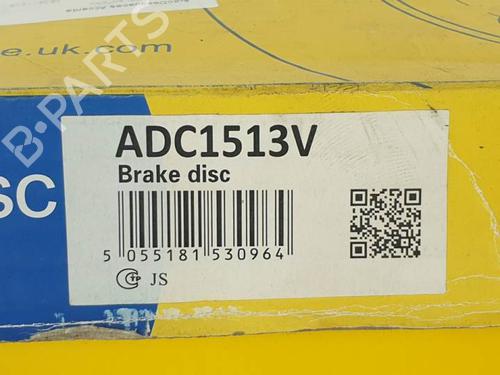 e.uk.com
B-PARTS
SC
ADC1513V
Brake disc
5 055181 530964
JS